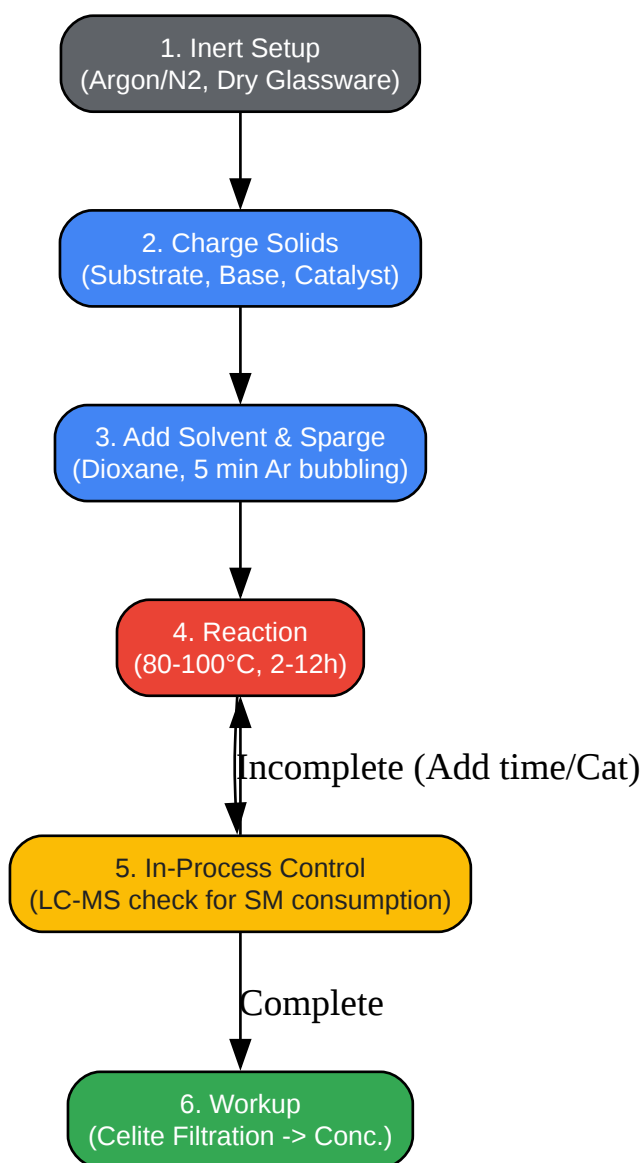 1. Inert Setup
(Argon/N2, Dry Glassware)
2. Charge Solids
(Substrate, Base, Catalyst)
3. Add Solvent & Sparge
(Dioxane, 5 min Ar bubbling)
4. Reaction
(80-100°C, 2-12h)
Incomplete (Add time/Cat)
5. In-Process Control
(LC-MS check for SM consumption)
Complete
6. Workup
(Celite Filtration -> Conc.)